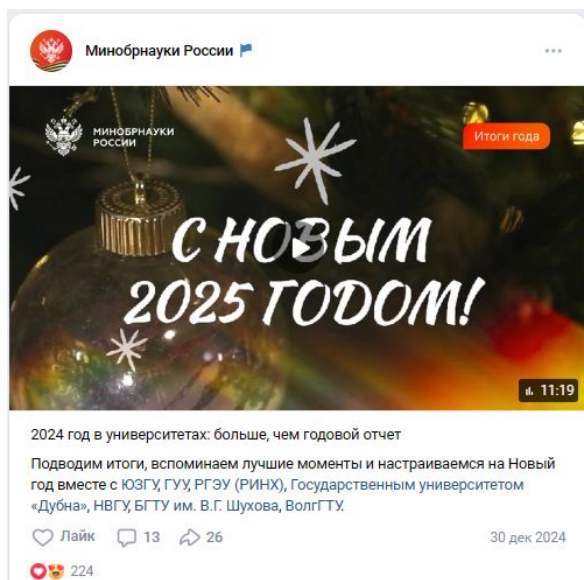 Минобрнауки России
МИНОБРНАУКИ
РОССИИ
Итоги года
С НОВЫМ
2025 ГОДОМ!
11:19
2024 год в университетах: больше, чем годовой отчет
Подводим итоги, вспоминаем лучшие моменты и настраиваемся на Новый
год вместе с ЮЗГУ, ГУУ, РГЭУ (РИНХ), Государственным университетом
«Дубна», НВГУ, БГТУ им. В.Г. Шухова, ВолгГТУ.
Лайк 13 26 30 дек 2024
224